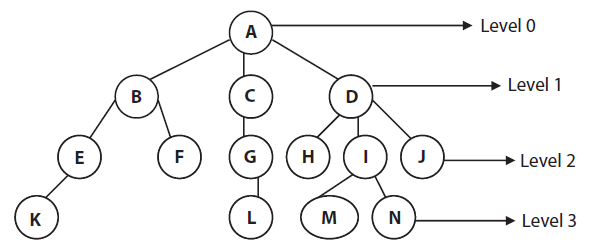 A Level 0
B C D Level 1
E F G H I J Level 2
K L M N Level 3